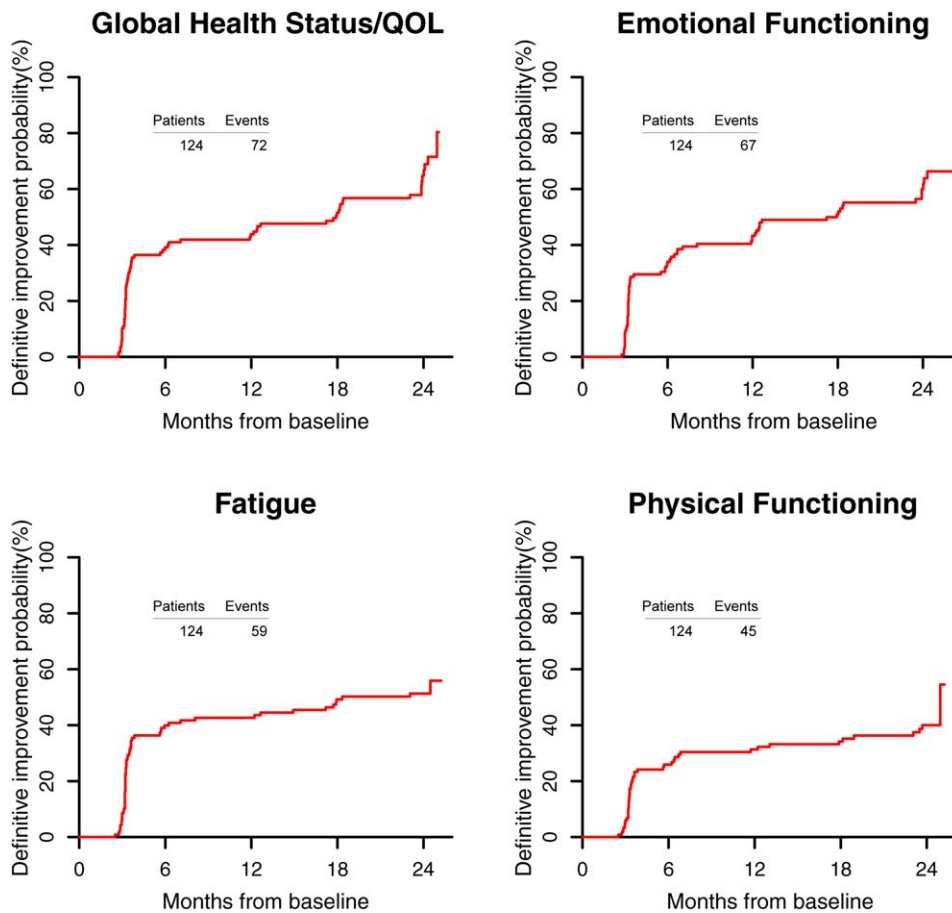 Global Health Status/QOL
Definitive improvement probability(%)
0 20 40 60 80 100
Patients Events
124 72
0 6 12 18 24
Months from baseline
Emotional Functioning
Definitive improvement probability(%)
0 20 40 60 80 100
Patients Events
124 67
0 6 12 18 24
Months from baseline
Fatigue
Definitive improvement probability(%)
0 20 40 60 80 100
Patients Events
124 59
0 6 12 18 24
Months from baseline
Physical Functioning
Definitive improvement probability(%)
0 20 40 60 80 100
Patients Events
124 45
0 6 12 18 24
Months from baseline